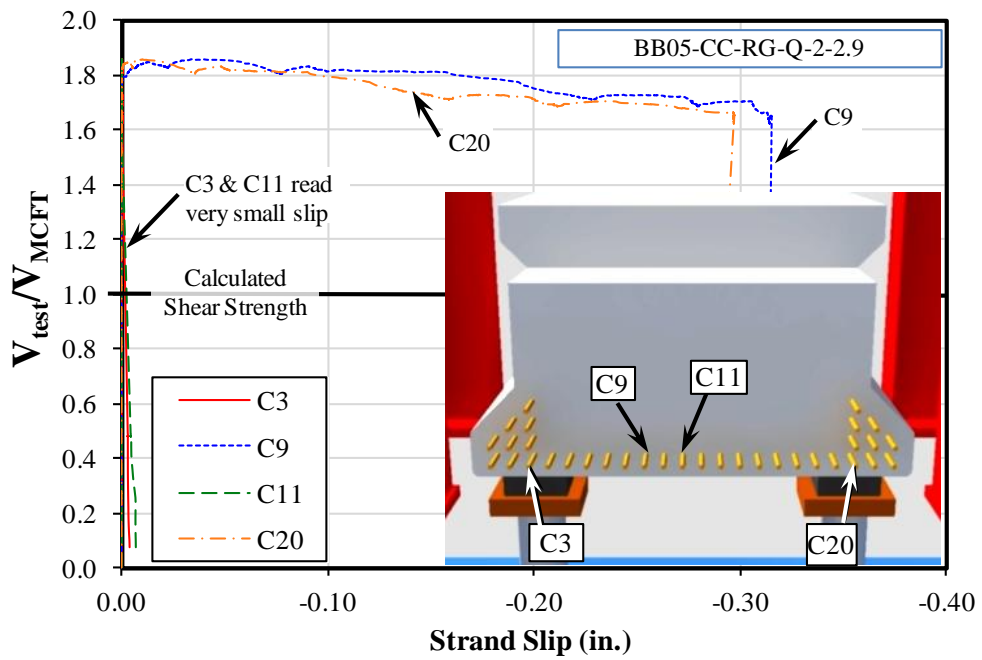 BB05-CC-RG-Q-2-2.9
2.0
1.8
1.6
1.4
1.2
1.0
0.8
0.6
0.4
0.2
0.0
V_test/V_MCFT
C20
C9
C3 & C11 read
very small slip
Calculated
Shear Strength
C3
C9
C11
C20
C9
C11
C3
C20
0.00
-0.10
-0.20
-0.30
-0.40
Strand Slip (in.)